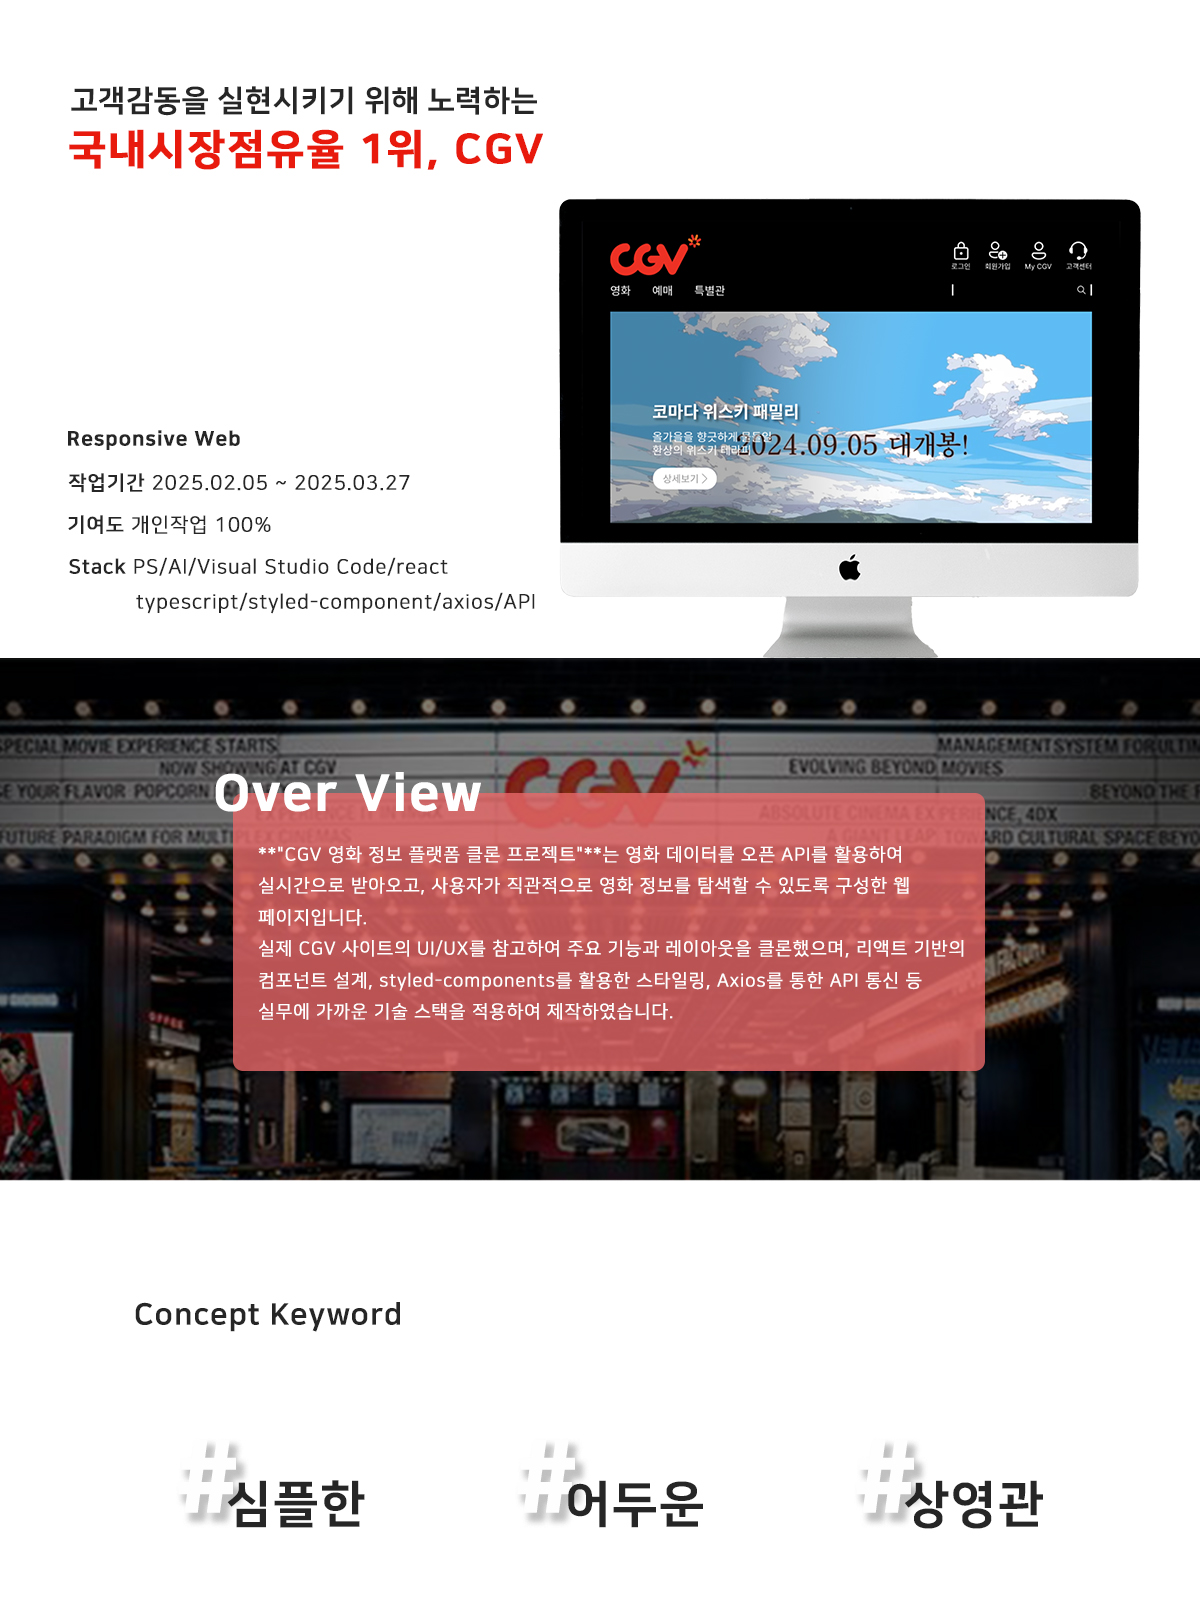 고객감동을 실현시키기 위해 노력하는
국내시장점유율 1위, CGV
CGV
로그인 회원가입 My CGV 고객센터
영화 예매 특별관
코마다 위스키 패밀리
올가을을 향긋하게 물들일
환상의 위스키 테라피
2024.09.05 대개봉!
상세보기
Responsive Web
작업기간 2025.02.05 ~ 2025.03.27
기여도 개인작업 100%
Stack PS/AI/Visual Studio Code/react
typescript/styled-component/axios/API
SPECIAL MOVIE EXPERIENCE STARTS
MANAGEMENT SYSTEM FOR
NOW SHOWING AT CGV
CGV
EVOLVING BEYOND MOVIES
YOUR FLAVOR POPCORN
BEYOND THE
ABSOLUTE
4DX
FUTURE PARADIGM FOR MULTIPLEX CINEMAS
A GIANT LEAP TOWARD CULTURAL SPACE
Over View
**"CGV 영화 정보 플랫폼 클론 프로젝트"**는 영화 데이터를 오픈 API를 활용하여
실시간으로 받아오고, 사용자가 직관적으로 영화 정보를 탐색할 수 있도록 구성한 웹
페이지입니다.
실제 CGV 사이트의 UI/UX를 참고하여 주요 기능과 레이아웃을 클론했으며, 리액트 기반의
컴포넌트 설계, styled-components를 활용한 스타일링, Axios를 통한 API 통신 등
실무에 가까운 기술 스택을 적용하여 제작하였습니다.
Concept Keyword
#심플한 #어두운 #상영관